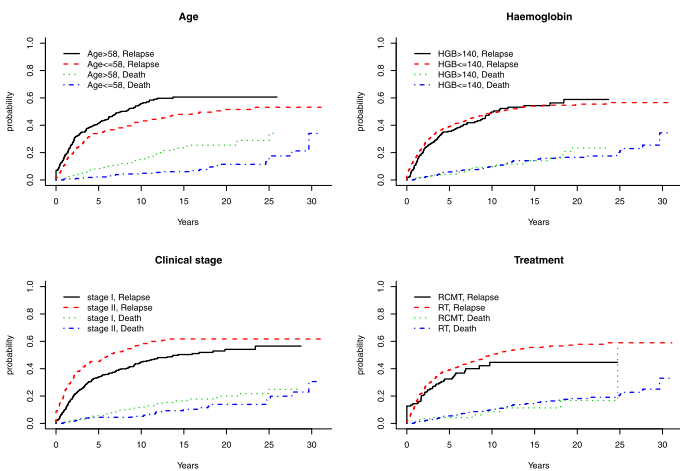 Age
probability
1.0
0.8
0.6
0.4
0.2
0.0
Age>58, Relapse
Age<=58, Relapse
Age>58, Death
Age<=58, Death
0 5 10 15 20 25 30
Years
Haemoglobin
probability
1.0
0.8
0.6
0.4
0.2
0.0
HGB>140, Relapse
HGB<=140, Relapse
HGB>140, Death
HGB<=140, Death
0 5 10 15 20 25 30
Years
Clinical stage
probability
1.0
0.8
0.6
0.4
0.2
0.0
stage I, Relapse
stage II, Relapse
stage I, Death
stage II, Death
0 5 10 15 20 25 30
Years
Treatment
probability
1.0
0.8
0.6
0.4
0.2
0.0
RCMT, Relapse
RT, Relapse
RCMT, Death
RT, Death
0 5 10 15 20 25 30
Years